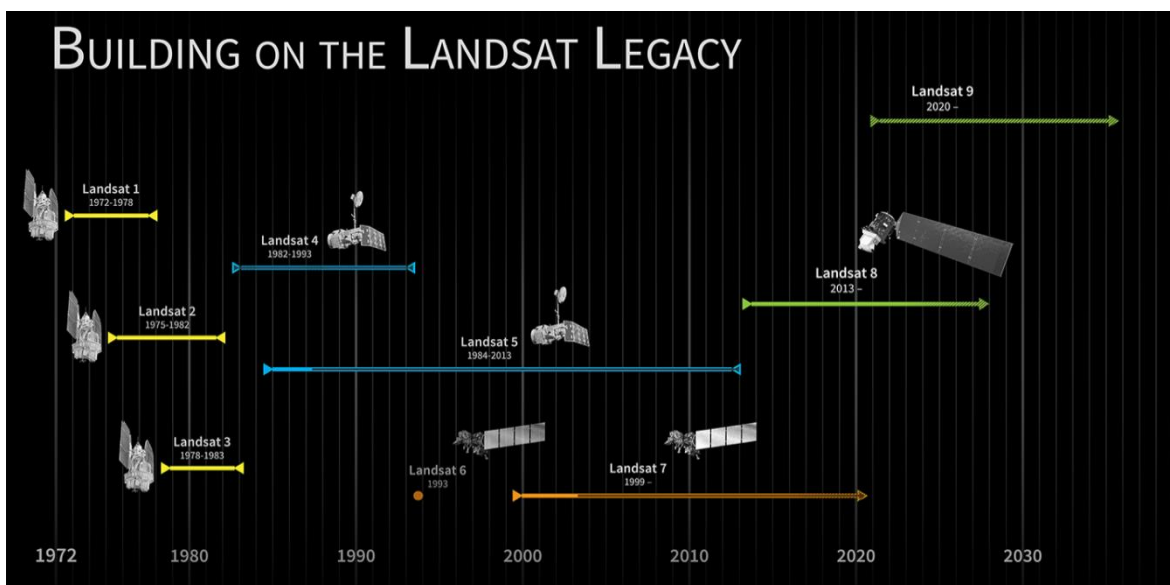 BUILDING ON THE LANDSAT LEGACY
Landsat 9
2020 –
Landsat 1
1972-1978
Landsat 4
1982-1993
Landsat 8
2013 –
Landsat 2
1975-1982
Landsat 5
1984-2013
Landsat 3
1978-1983
Landsat 6
1993
Landsat 7
1999 –
1972 1980 1990 2000 2010 2020 2030